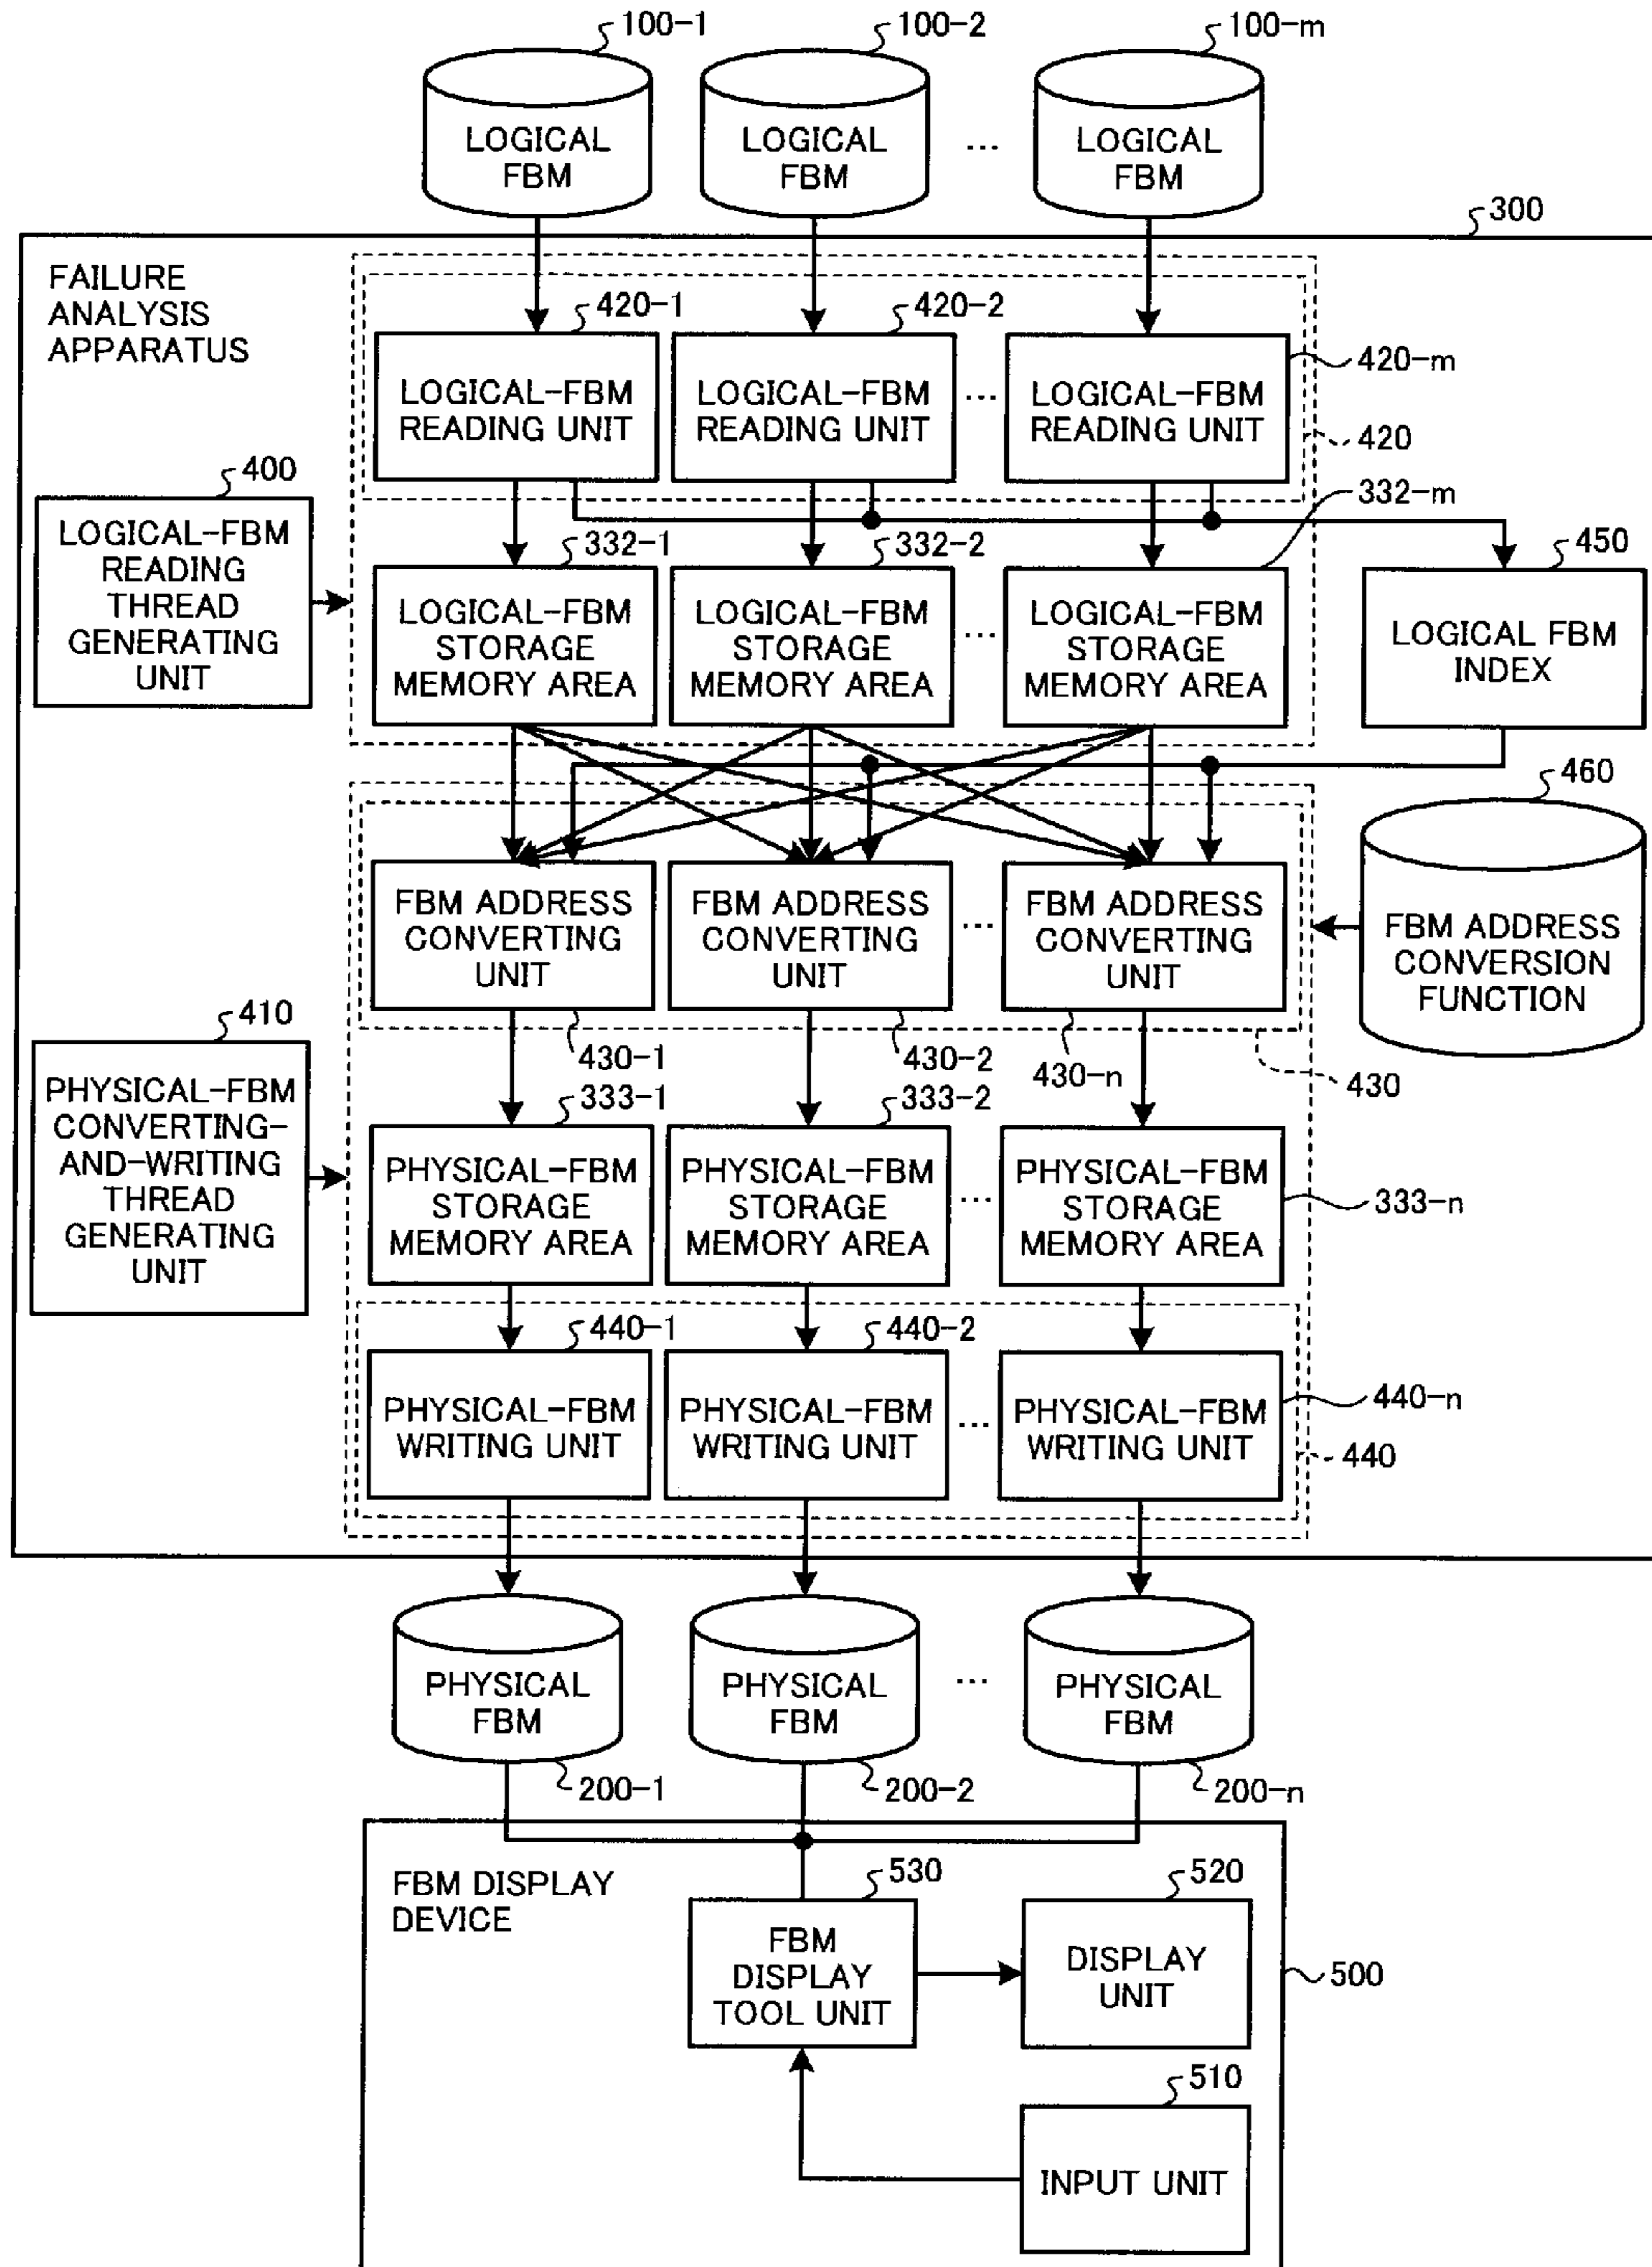 100-1
100-2
100-m
LOGICAL
FBM
LOGICAL
FBM
...
LOGICAL
FBM
300
FAILURE
ANALYSIS
APPARATUS
420-1
420-2
420-m
LOGICAL-FBM
READING UNIT
LOGICAL-FBM
READING UNIT
...
LOGICAL-FBM
READING UNIT
420
400
LOGICAL-FBM
READING
THREAD
GENERATING
UNIT
332-1
332-2
332-m
450
LOGICAL-FBM
STORAGE
MEMORY AREA
LOGICAL-FBM
STORAGE
MEMORY AREA
...
LOGICAL-FBM
STORAGE
MEMORY AREA
LOGICAL FBM
INDEX
460
FBM ADDRESS
CONVERTING
UNIT
FBM ADDRESS
CONVERTING
UNIT
...
FBM ADDRESS
CONVERTING
UNIT
FBM ADDRESS
CONVERSION
FUNCTION
430-1
430-2
430-n
430
410
PHYSICAL-FBM
CONVERTING-
AND-WRITING
THREAD
GENERATING
UNIT
333-1
333-2
333-n
PHYSICAL-FBM
STORAGE
MEMORY AREA
PHYSICAL-FBM
STORAGE
MEMORY AREA
...
PHYSICAL-FBM
STORAGE
MEMORY AREA
440-1
440-2
440-n
PHYSICAL-FBM
WRITING UNIT
PHYSICAL-FBM
WRITING UNIT
...
PHYSICAL-FBM
WRITING UNIT
440
PHYSICAL
FBM
PHYSICAL
FBM
...
PHYSICAL
FBM
200-1
200-2
200-n
FBM DISPLAY
DEVICE
530
520
FBM
DISPLAY
TOOL UNIT
DISPLAY
UNIT
500
510
INPUT UNIT